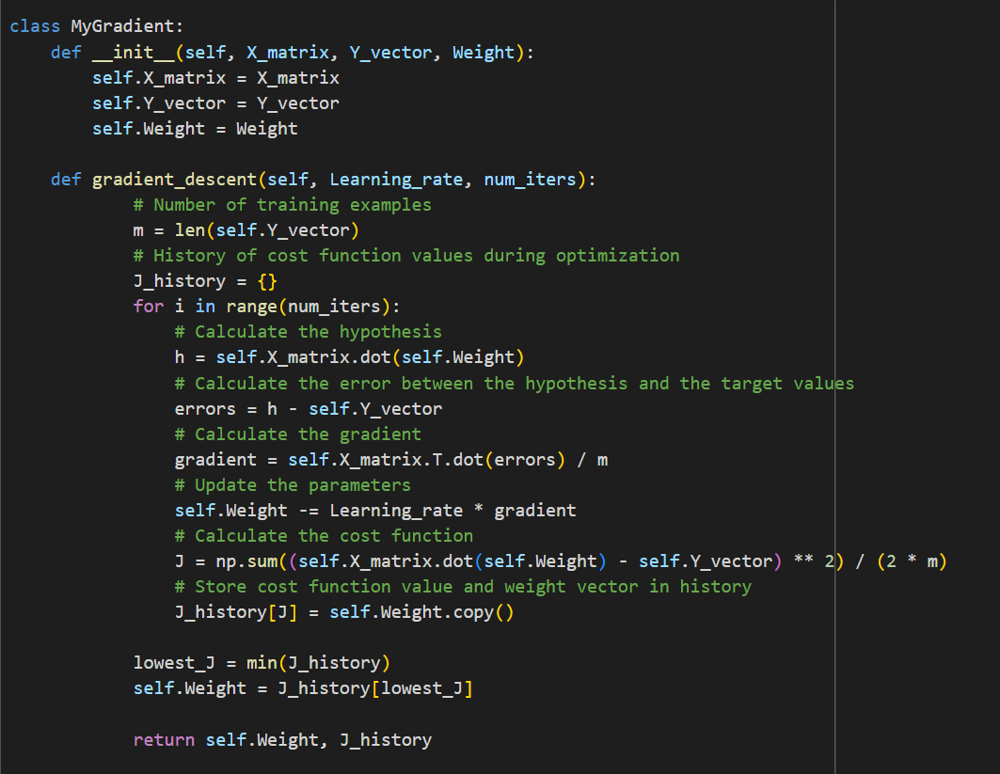 class MyGradient:
    def __init__(self, X_matrix, Y_vector, Weight):
        self.X_matrix = X_matrix
        self.Y_vector = Y_vector
        self.Weight = Weight

    def gradient_descent(self, Learning_rate, num_iters):
            # Number of training examples
            m = len(self.Y_vector)
            # History of cost function values during optimization
            J_history = {}
            for i in range(num_iters):
                # Calculate the hypothesis
                h = self.X_matrix.dot(self.Weight)
                # Calculate the error between the hypothesis and the target values
                errors = h - self.Y_vector
                # Calculate the gradient
                gradient = self.X_matrix.T.dot(errors) / m
                # Update the parameters
                self.Weight -= Learning_rate * gradient
                # Calculate the cost function
                J = np.sum((self.X_matrix.dot(self.Weight) - self.Y_vector) ** 2) / (2 * m)
                # Store cost function value and weight vector in history
                J_history[J] = self.Weight.copy()

            lowest_J = min(J_history)
            self.Weight = J_history[lowest_J]

            return self.Weight, J_history